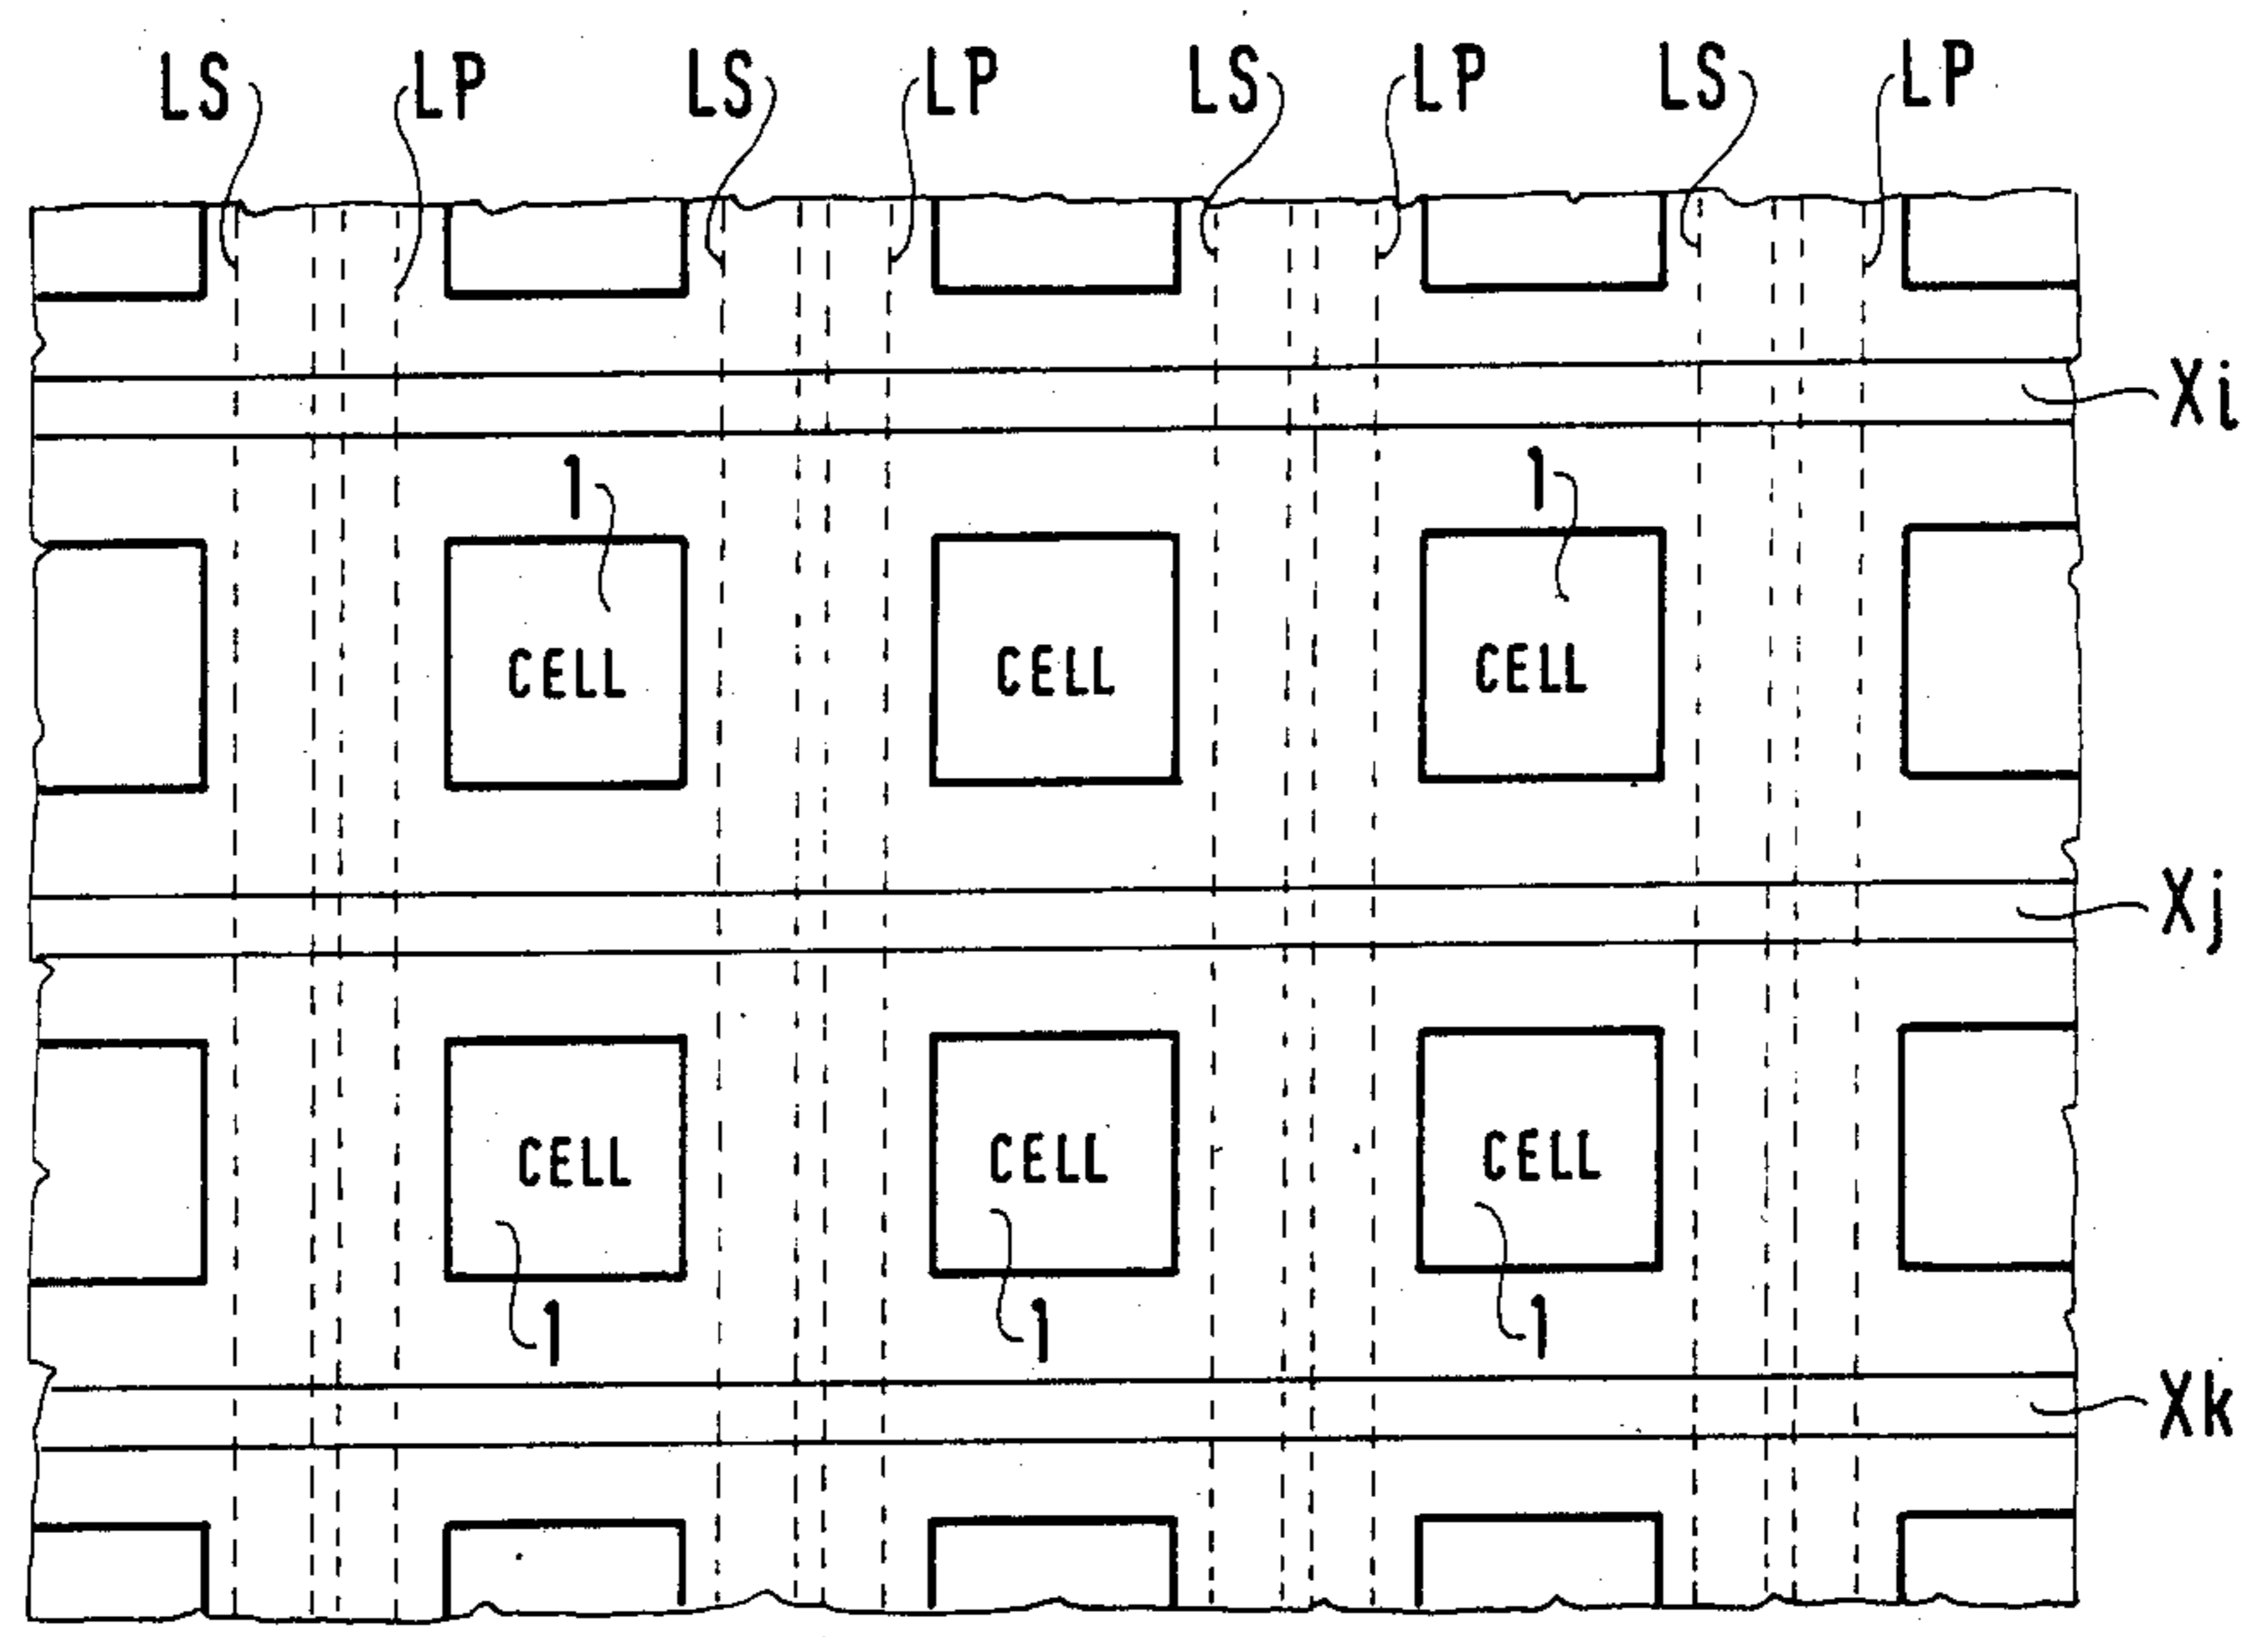 LS LP LS LP LS LP LS LP
Xi
1 1
CELL CELL CELL
Xj
CELL CELL CELL
1 1 1
Xk